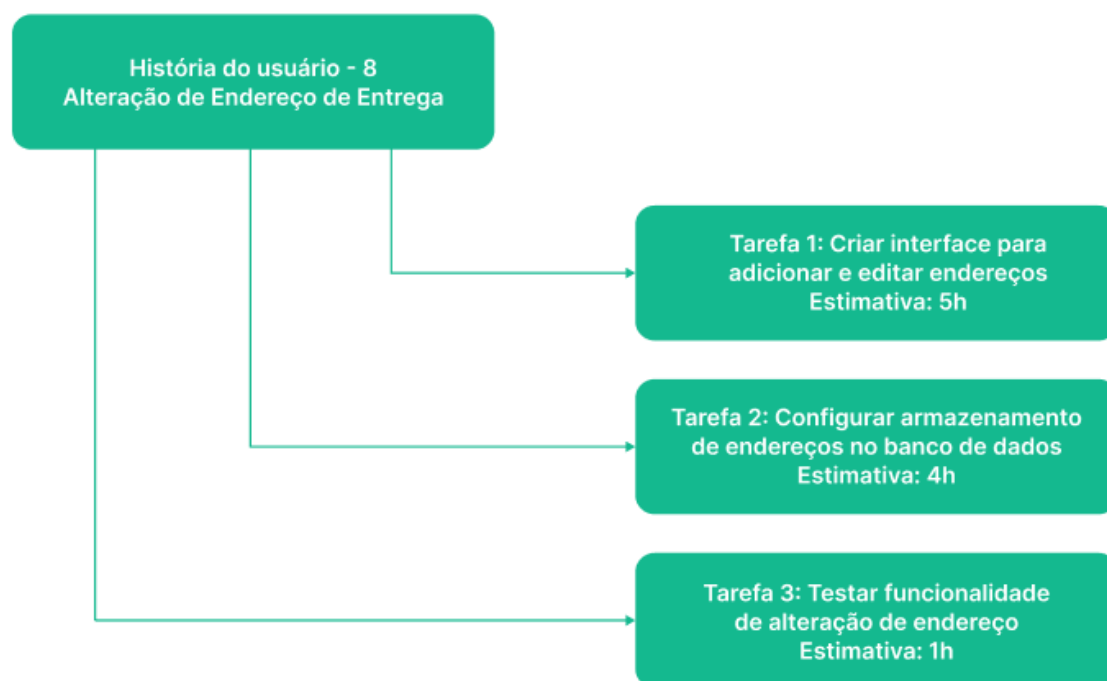 História do usuário - 8
Alteração de Endereço de Entrega
Tarefa 1: Criar interface para
adicionar e editar endereços
Estimativa: 5h
Tarefa 2: Configurar armazenamento
de endereços no banco de dados
Estimativa: 4h
Tarefa 3: Testar funcionalidade
de alteração de endereço
Estimativa: 1h